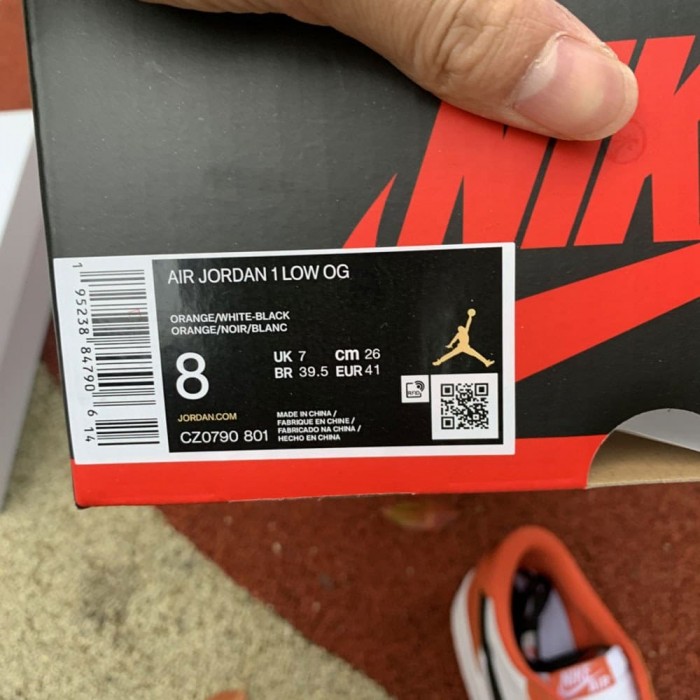 NIK
AIR JORDAN 1 LOW OG
ORANGE/WHITE-BLACK
ORANGE/NOIR/BLANC
8
UK 7 cm 26
BR 39.5 EUR 41
JORDAN.COM
CZ0790 801
MADE IN CHINA /
FABRIQUE EN CHINE /
FABRICADO NA CHINA /
HECHO EN CHINA
RFID
1 95238 84790 6 14
NIKE
AIR